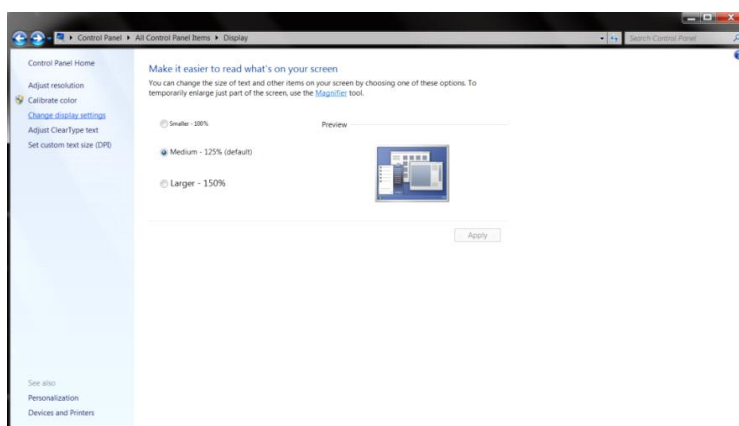 Control Panel ▸ All Control Panel Items ▸ Display
Search Control Panel
Control Panel Home
Adjust resolution
Calibrate color
Change display settings
Adjust ClearType text
Set custom text size (DPI)
Make it easier to read what's on your screen
You can change the size of text and other items on your screen by choosing one of these options. To
temporarily enlarge just part of the screen, use the Magnifier tool.
Smaller - 100%
Preview
Medium - 125% (default)
Larger - 150%
Apply
See also
Personalization
Devices and Printers